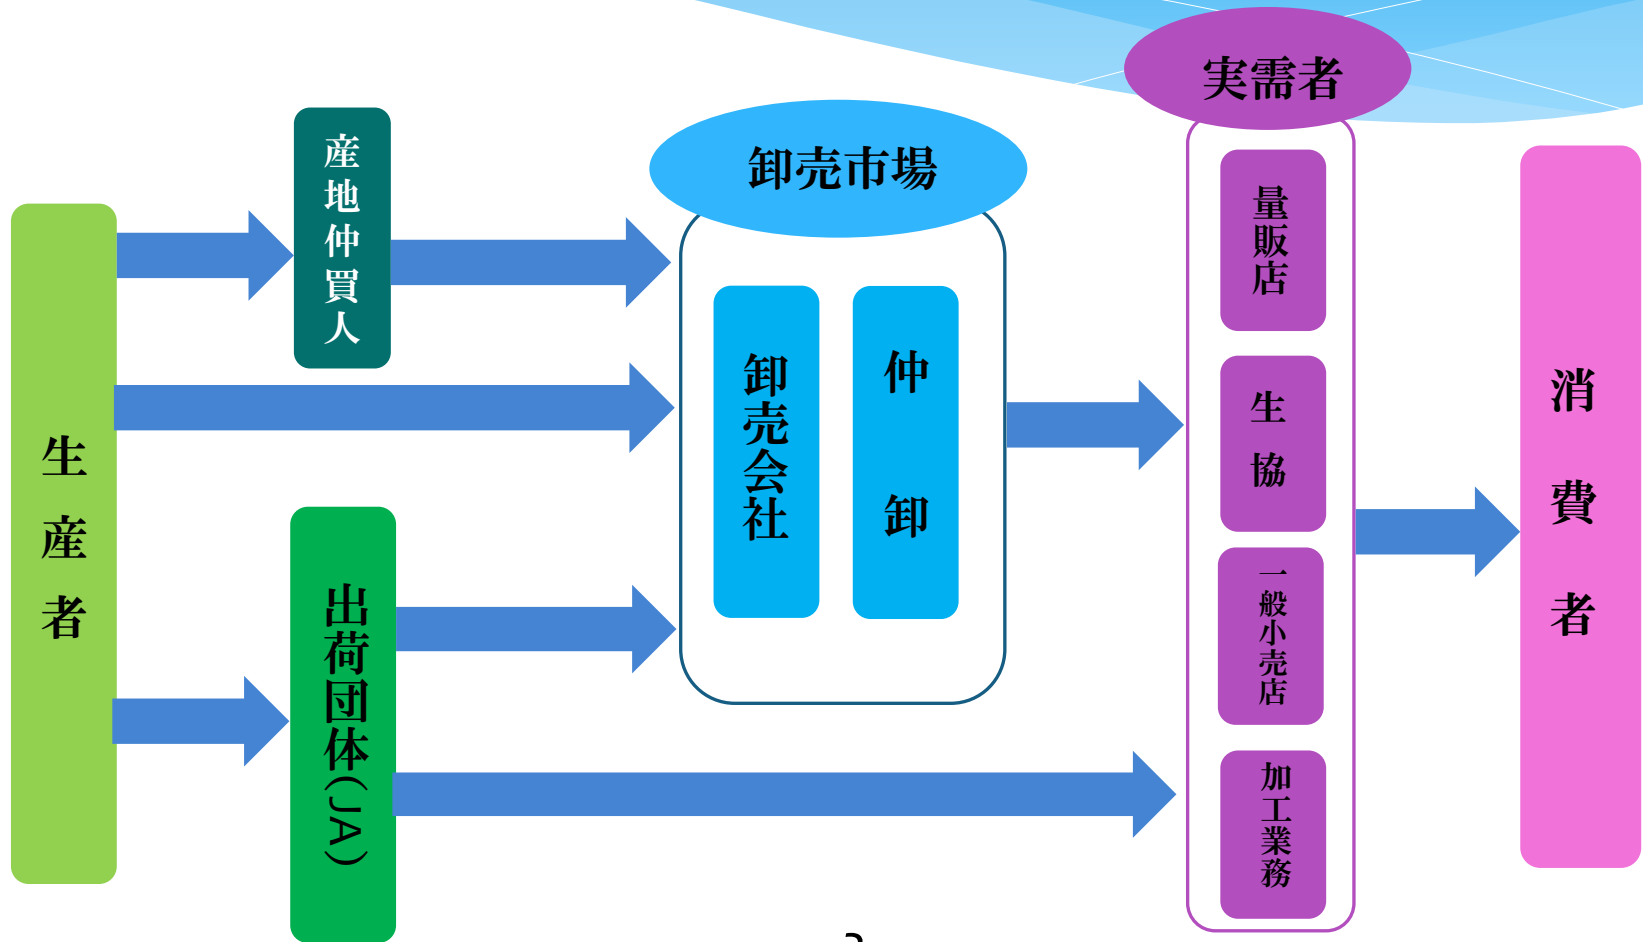 実需者
卸売市場
産地仲買人
量販店
生産者
卸売会社
仲卸
生協
消費者
出荷団体(JA)
一般小売店
加工業務